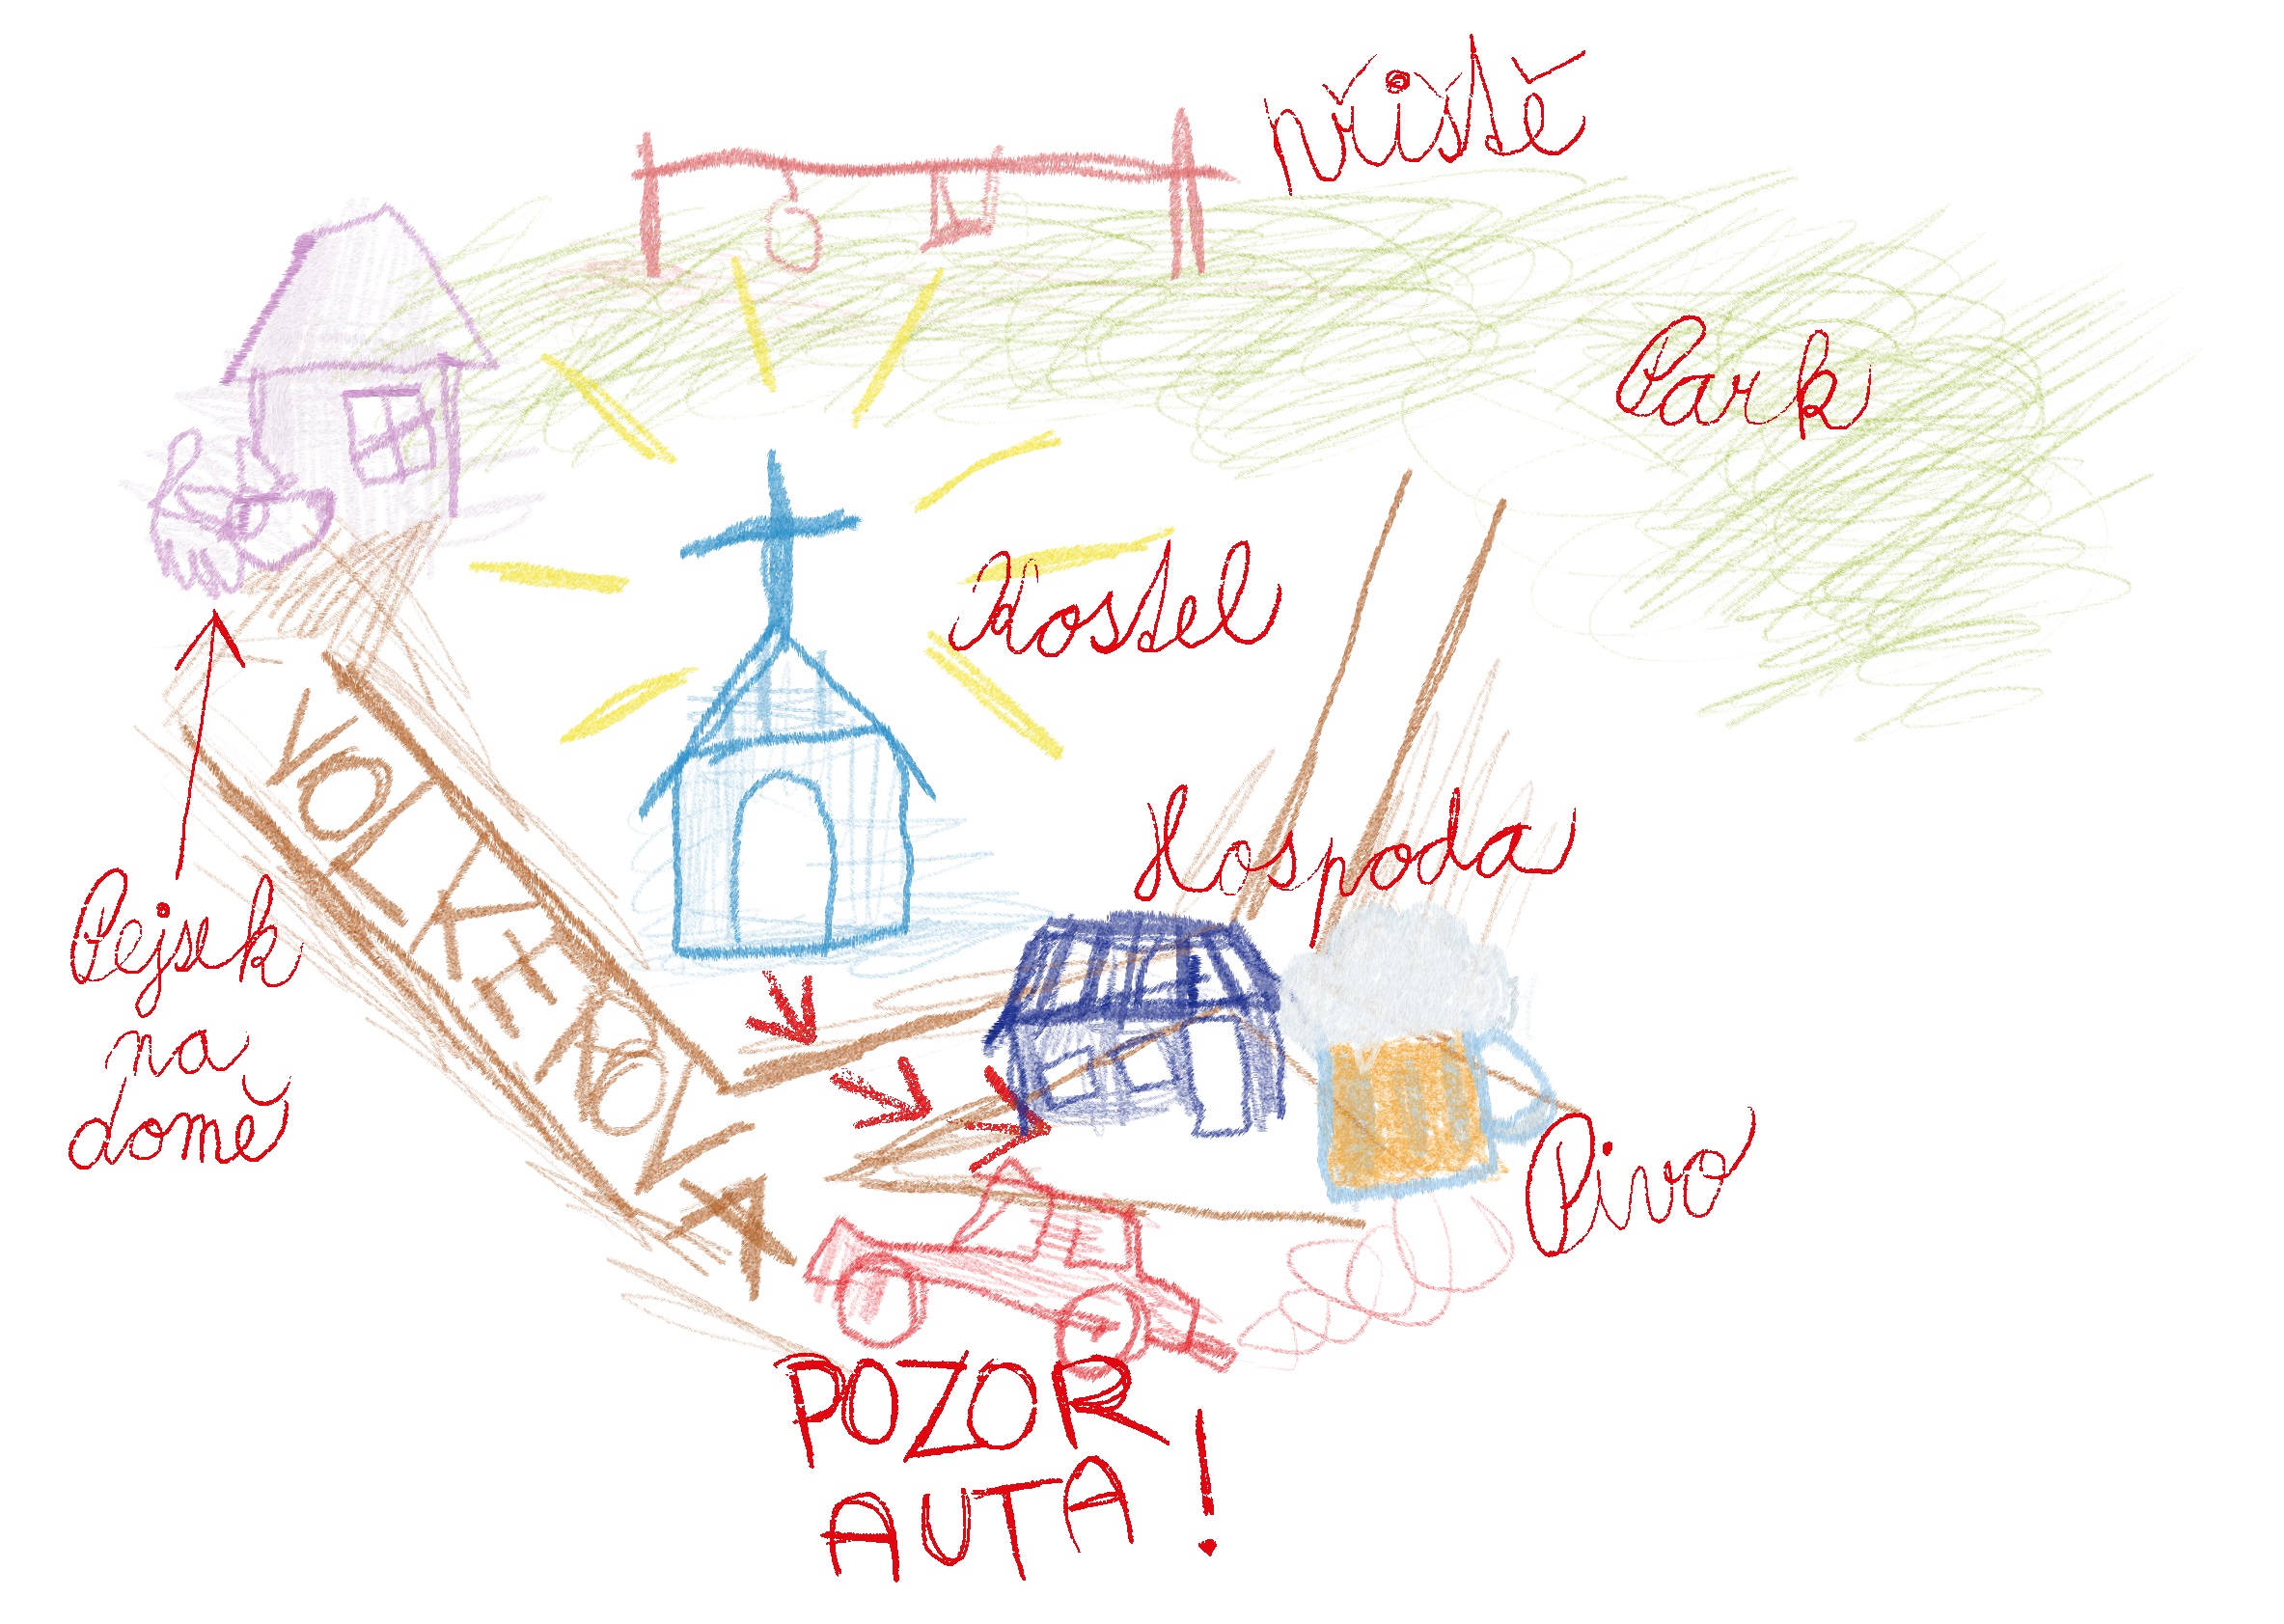 hřiště
Park
Kostel
VOLKEROVA
Hospoda
Pejsek
na
domě
Pivo
POZOR
AUTA!